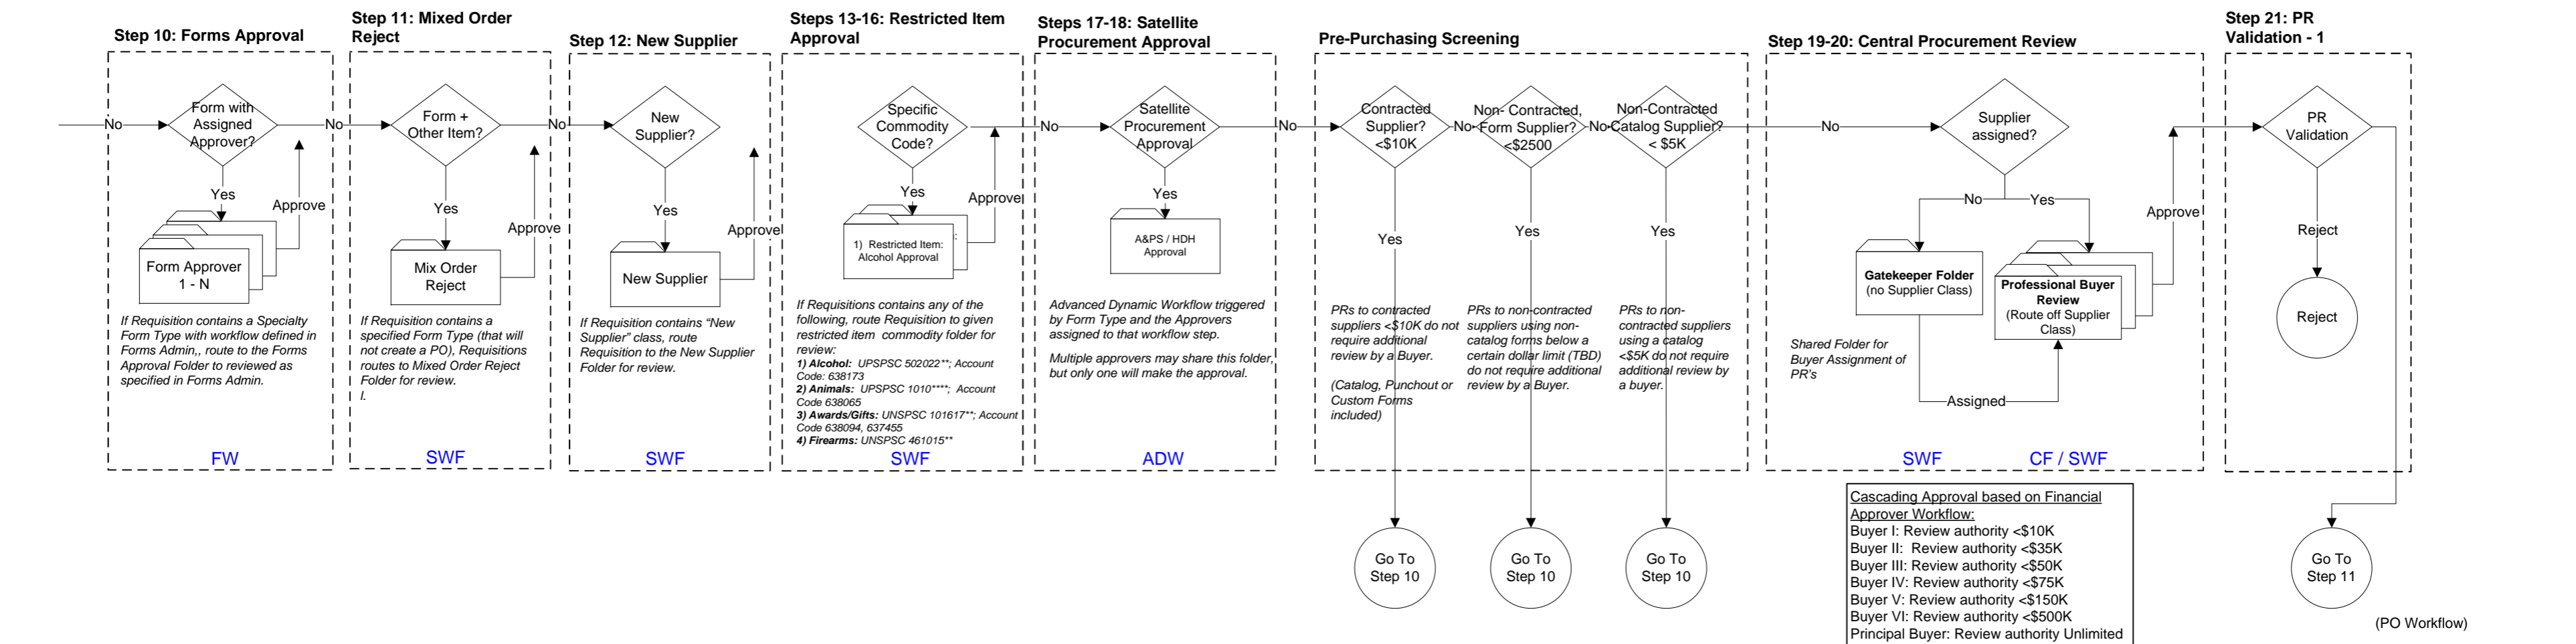 Step 10: Forms Approval
No
Form with
Assigned
Approver?
Yes
Approve
Form Approver
1 - N
If Requisition contains a Specialty
Form Type with workflow defined in
Forms Admin,, route to the Forms
Approval Folder to reviewed as
specified in Forms Admin.
FW
Step 11: Mixed Order
Reject
No
Form +
Other Item?
Yes
Approve
Mix Order
Reject
If Requisition contains a
specified Form Type (that will
not create a PO), Requisitions
routes to Mixed Order Reject
Folder for review.
l.
SWF
Step 12: New Supplier
No
New
Supplier?
Yes
Approve
New Supplier
If Requisition contains “New
Supplier” class, route
Requisition to the New Supplier
Folder for review.
SWF
Steps 13-16: Restricted Item
Approval
Specific
Commodity
Code?
Yes
Approve
1) Restricted Item:
Alcohol Approval
If Requisitions contains any of the
following, route Requisition to given
restricted item commodity folder for
review:
1) Alcohol: UPSPSC 502022**; Account
Code: 638173
2) Animals: UPSPSC 1010****; Account
Code 638065
3) Awards/Gifts: UNSPSC 101617**; Account
Code 638094, 637455
4) Firearms: UNSPSC 461015**
SWF
Steps 17-18: Satellite
Procurement Approval
No
Satellite
Procurement
Approval
Yes
A&PS / HDH
Approval
Advanced Dynamic Workflow triggered
by Form Type and the Approvers
assigned to that workflow step.
Multiple approvers may share this folder,
but only one will make the approval.
ADW
Pre-Purchasing Screening
No
Contracted
Supplier?
<$10K
Yes
PRs to contracted
suppliers <$10K do not
require additional
review by a Buyer.
(Catalog, Punchout or
Custom Forms
included)
Go To
Step 10
No
Non- Contracted,
Form Supplier?
<$2500
Yes
PRs to non-contracted
suppliers using non-
catalog forms below a
certain dollar limit (TBD)
do not require additional
review by a Buyer.
Go To
Step 10
No
Non-Contracted
Catalog Supplier?
< $5K
Yes
PRs to non-
contracted suppliers
using a catalog
<$5K do not require
additional review by
a buyer.
Go To
Step 10
Step 19-20: Central Procurement Review
No
Supplier
assigned?
No
Yes
Approve
Gatekeeper Folder
(no Supplier Class)
Professional Buyer
Review
(Route off Supplier
Class)
Shared Folder for
Buyer Assignment of
PR's
Assigned
SWF
CF / SWF
Cascading Approval based on Financial
Approver Workflow:
Buyer I: Review authority <$10K
Buyer II: Review authority <$35K
Buyer III: Review authority <$50K
Buyer IV: Review authority <$75K
Buyer V: Review authority <$150K
Buyer VI: Review authority <$500K
Principal Buyer: Review authority Unlimited
Step 21: PR
Validation - 1
PR
Validation
Reject
Reject
Go To
Step 11
(PO Workflow)